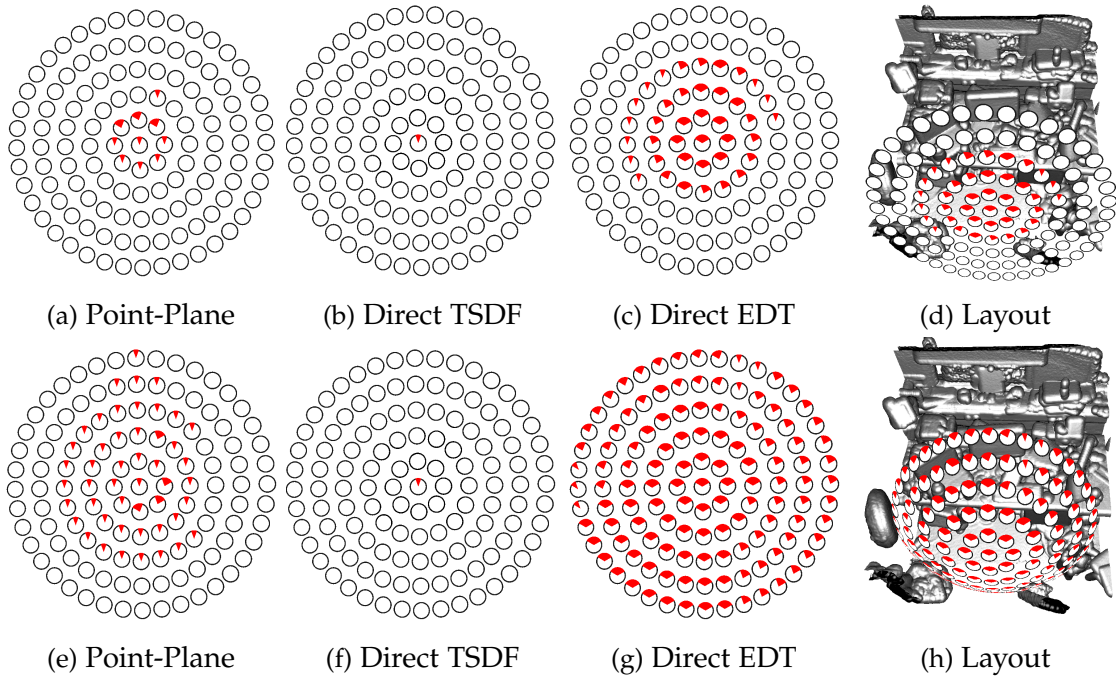 (a) Point-Plane
(b) Direct TSDF
(c) Direct EDT
(d) Layout
(e) Point-Plane
(f) Direct TSDF
(g) Direct EDT
(h) Layout